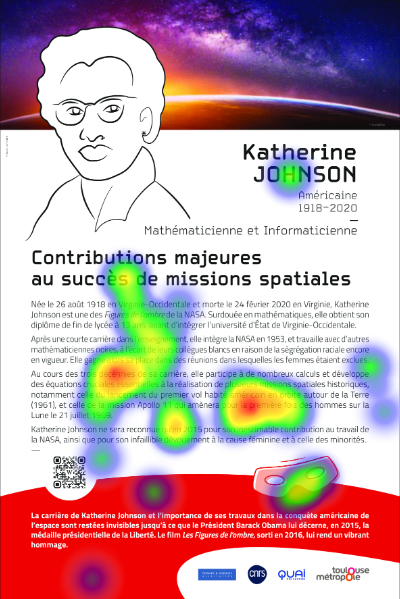 Katherine
JOHNSON
Américaine
1918-2020
Mathématicienne et Informaticienne
Contributions majeures
au succès de missions spatiales
Née le 26 août 1918 en Virginie-Occidentale et morte le 24 février 2020 en Virginie, Katherine
Johnson est une des Figures de l'ombre de la NASA. Surdouée en mathématiques, elle obtient son
diplôme de fin de lycée à 13 ans avant d'intégrer l'université d'État de Virginie-Occidentale.
Après une courte carrière dans l'enseignement, elle intègre la NASA en 1953, et travaille avec d'autres
mathématiciennes noires, à l'écart de leurs collègues blancs en raison de la ségrégation raciale encore
en vigueur. Elle gagne sa place dans des réunions dans lesquelles les femmes étaient exclues.
Au cours des trois décennies de sa carrière, elle participe à de nombreux calculs et développe
des équations cruciales essentielles à la réalisation de plusieurs missions spatiales historiques,
notamment celle du lancement du premier vol habité américain en orbite autour de la Terre
(1961), et celle de la mission Apollo 11 qui amènera pour la première fois des hommes sur la
Lune le 21 juillet 1969.
Katherine Johnson ne sera reconnue qu'en 2015 pour son inestimable contribution au travail de
la NASA, ainsi que pour son infaillible dévouement à la cause féminine et à celle des minorités.
La carrière de Katherine Johnson et l'importance de ses travaux dans la conquête américaine de
l'espace sont restées invisibles jusqu'à ce que le Président Barack Obama lui décerne, en 2015, la
médaille présidentielle de la Liberté. Le film Les Figures de l'ombre, sorti en 2016, lui rend un vibrant
hommage.
cnrs
QUAI
toulouse
métropole